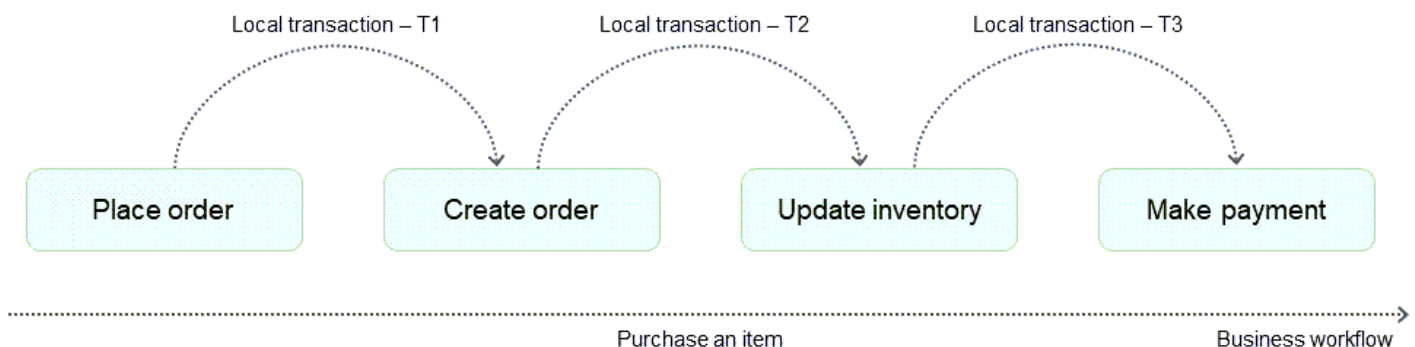 Local transaction – T1
Local transaction – T2
Local transaction – T3
Place order
Create order
Update inventory
Make payment
Purchase an item
Business workflow